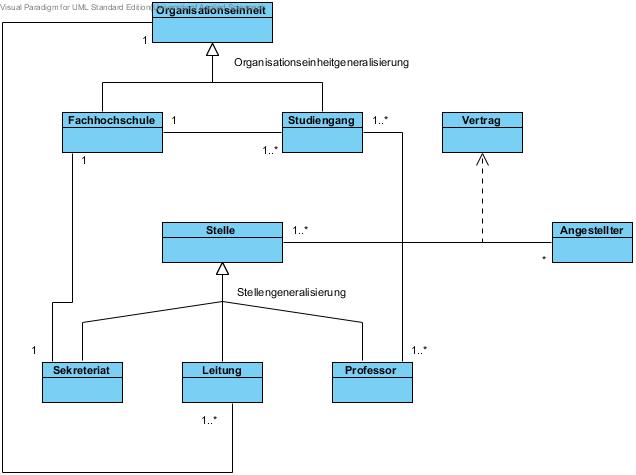 Visual Paradigm for UML Standard Edition
Organisationseinheit
1
Organisationseinheitgeneralisierung
Fachhochschule
1
Studiengang
1..*
Vertrag
1..*
1
Stelle
1..*
Angestellter
*
Stellengeneralisierung
1
1..*
Sekreteriat
Leitung
Professor
1..*